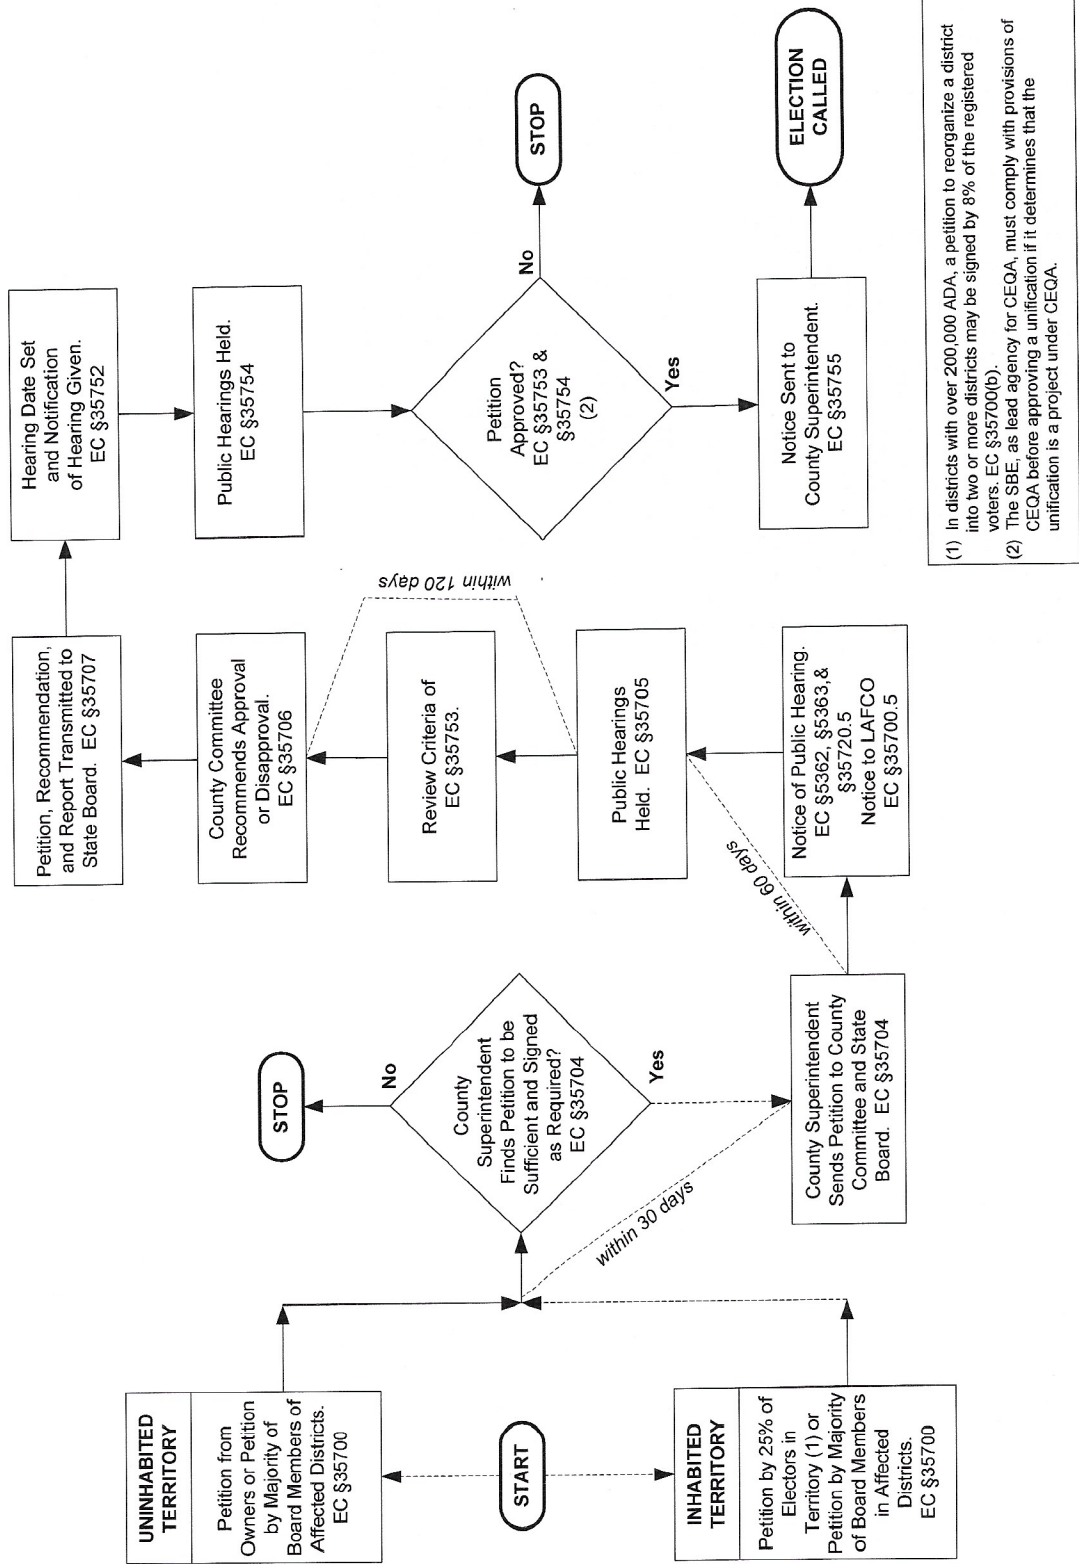 UNINHABITED
TERRITORY
Petition from
Owners or Petition
by Majority of
Board Members of
Affected Districts.
EC §35700
START
INHABITED
TERRITORY
Petition by 25% of
Electors in
Territory (1) or
Petition by Majority
of Board Members
in Affected
Districts.
EC §35700
STOP
No
County
Superintendent
Finds Petition to be
Sufficient and Signed
as Required?
EC §35704
Yes
within 30 days
County Superintendent
Sends Petition to County
Committee and State
Board. EC §35704
within 60 days
Notice of Public Hearing.
EC §5362, §5363,&
§35720.5
Notice to LAFCO
EC §35700.5
Public Hearings
Held. EC §35705
within 120 days
Review Criteria of
EC §35753.
County Committee
Recommends Approval
or Disapproval.
EC §35706
Petition, Recommendation,
and Report Transmitted to
State Board. EC §35707
Hearing Date Set
and Notification
of Hearing Given.
EC §35752
Public Hearings Held.
EC §35754
Petition
Approved?
EC §35753 &
§35754
(2)
No
STOP
Yes
Notice Sent to
County Superintendent.
EC §35755
ELECTION
CALLED
(1) In districts with over 200,000 ADA, a petition to reorganize a district
into two or more districts may be signed by 8% of the registered
voters. EC §35700(b).
(2) The SBE, as lead agency for CEQA, must comply with provisions of
CEQA before approving a unification if it determines that the
unification is a project under CEQA.